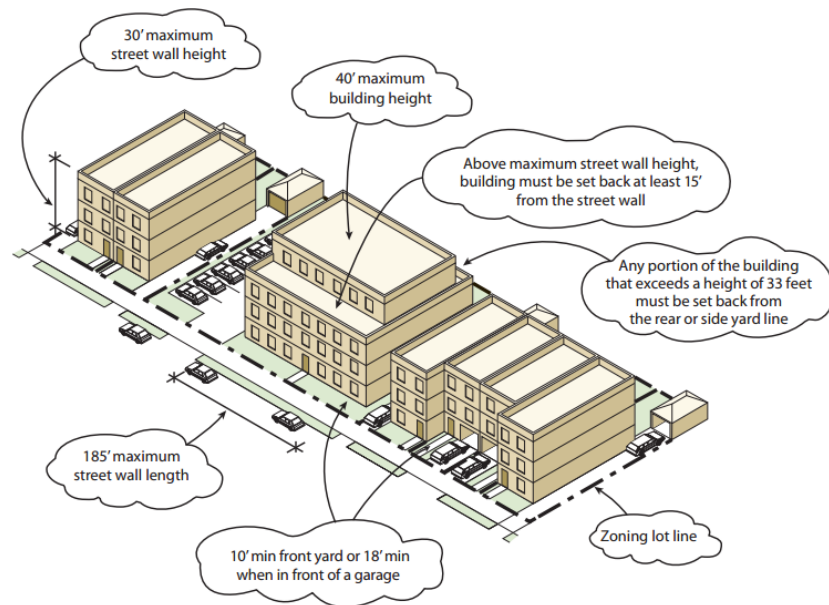 30’ maximum
street wall height
40’ maximum
building height
Above maximum street wall height,
building must be set back at least 15’
from the street wall
Any portion of the building
that exceeds a height of 33 feet
must be set back from
the rear or side yard line
185’ maximum
street wall length
10’ min front yard or 18’ min
when in front of a garage
Zoning lot line